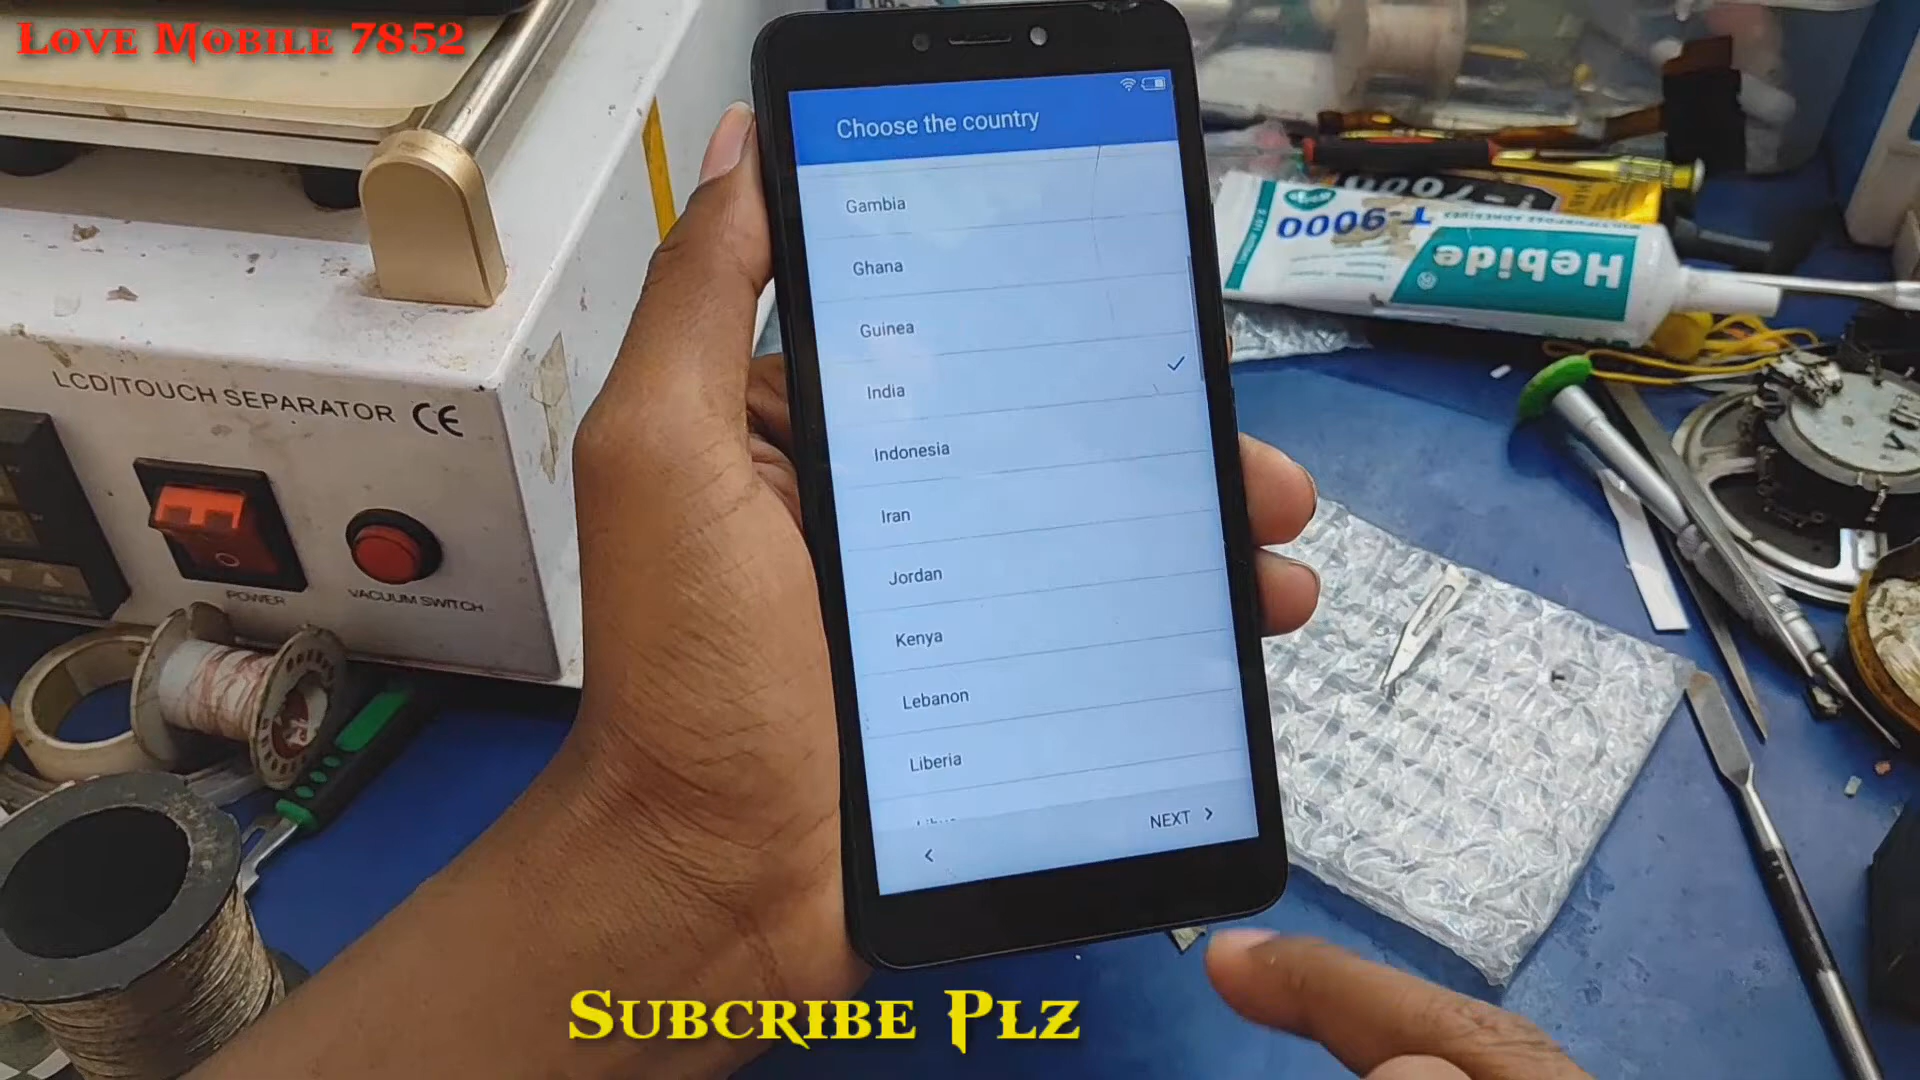 Love Mobile 7852
Choose the country
Gambia
Ghana
Guinea
India
Indonesia
Iran
Jordan
Kenya
Lebanon
Liberia
NEXT
LCD/TOUCH SEPARATOR CE
POWER
VACUUM SWITCH
T-9000
Hebide
Subcribe Plz